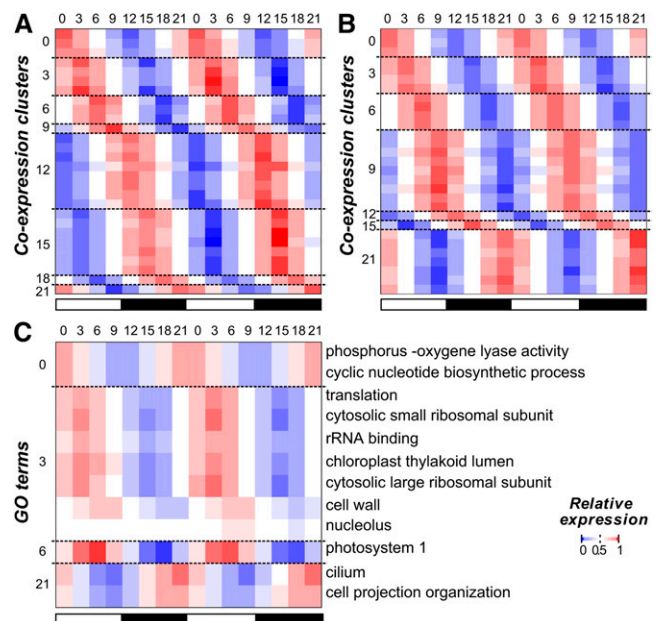 A
0 3 6 9 12 15 18 21 0 3 6 9 12 15 18 21
Co-expression clusters
0
3
6
9
12
15
18
21
B
0 3 6 9 12 15 18 21 0 3 6 9 12 15 18 21
Co-expression clusters
0
3
6
9
12
15
21
C
0 3 6 9 12 15 18 21 0 3 6 9 12 15 18 21
GO terms
0
3
6
21
phosphorus -oxygene lyase activity
cyclic nucleotide biosynthetic process
translation
cytosolic small ribosomal subunit
rRNA binding
chloroplast thylakoid lumen
cytosolic large ribosomal subunit
cell wall
nucleolus
photosystem 1
cilium
cell projection organization
Relative
expression
0 0.5 1